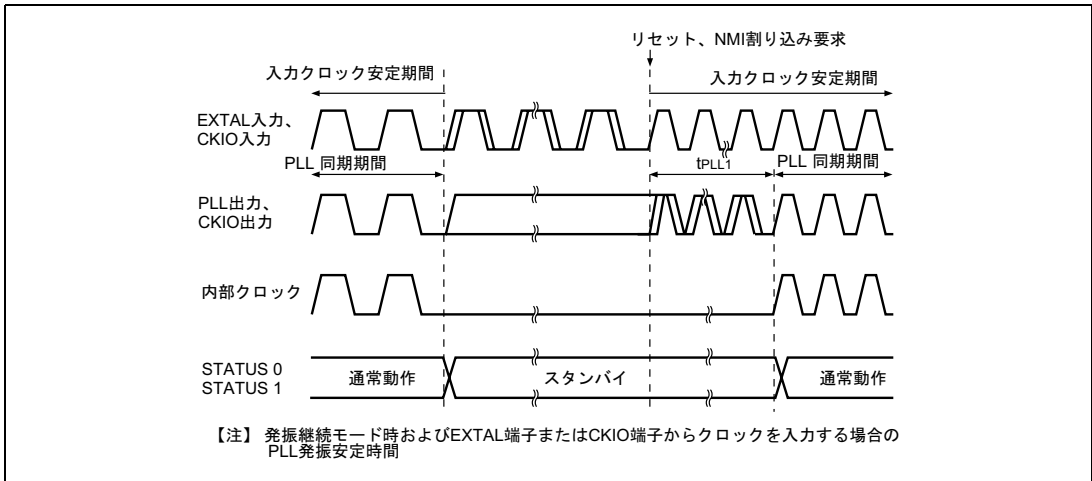 リセット、NMI割り込み要求
入力クロック安定期間
入力クロック安定期間
EXTAL入力、
CKIO入力
PLL 同期期間
tPLL1
PLL 同期期間
PLL出力、
CKIO出力
内部クロック
STATUS 0
STATUS 1
通常動作
スタンバイ
通常動作
【注】 発振継続モード時およびEXTAL端子またはCKIO端子からクロックを入力する場合の
PLL発振安定時間